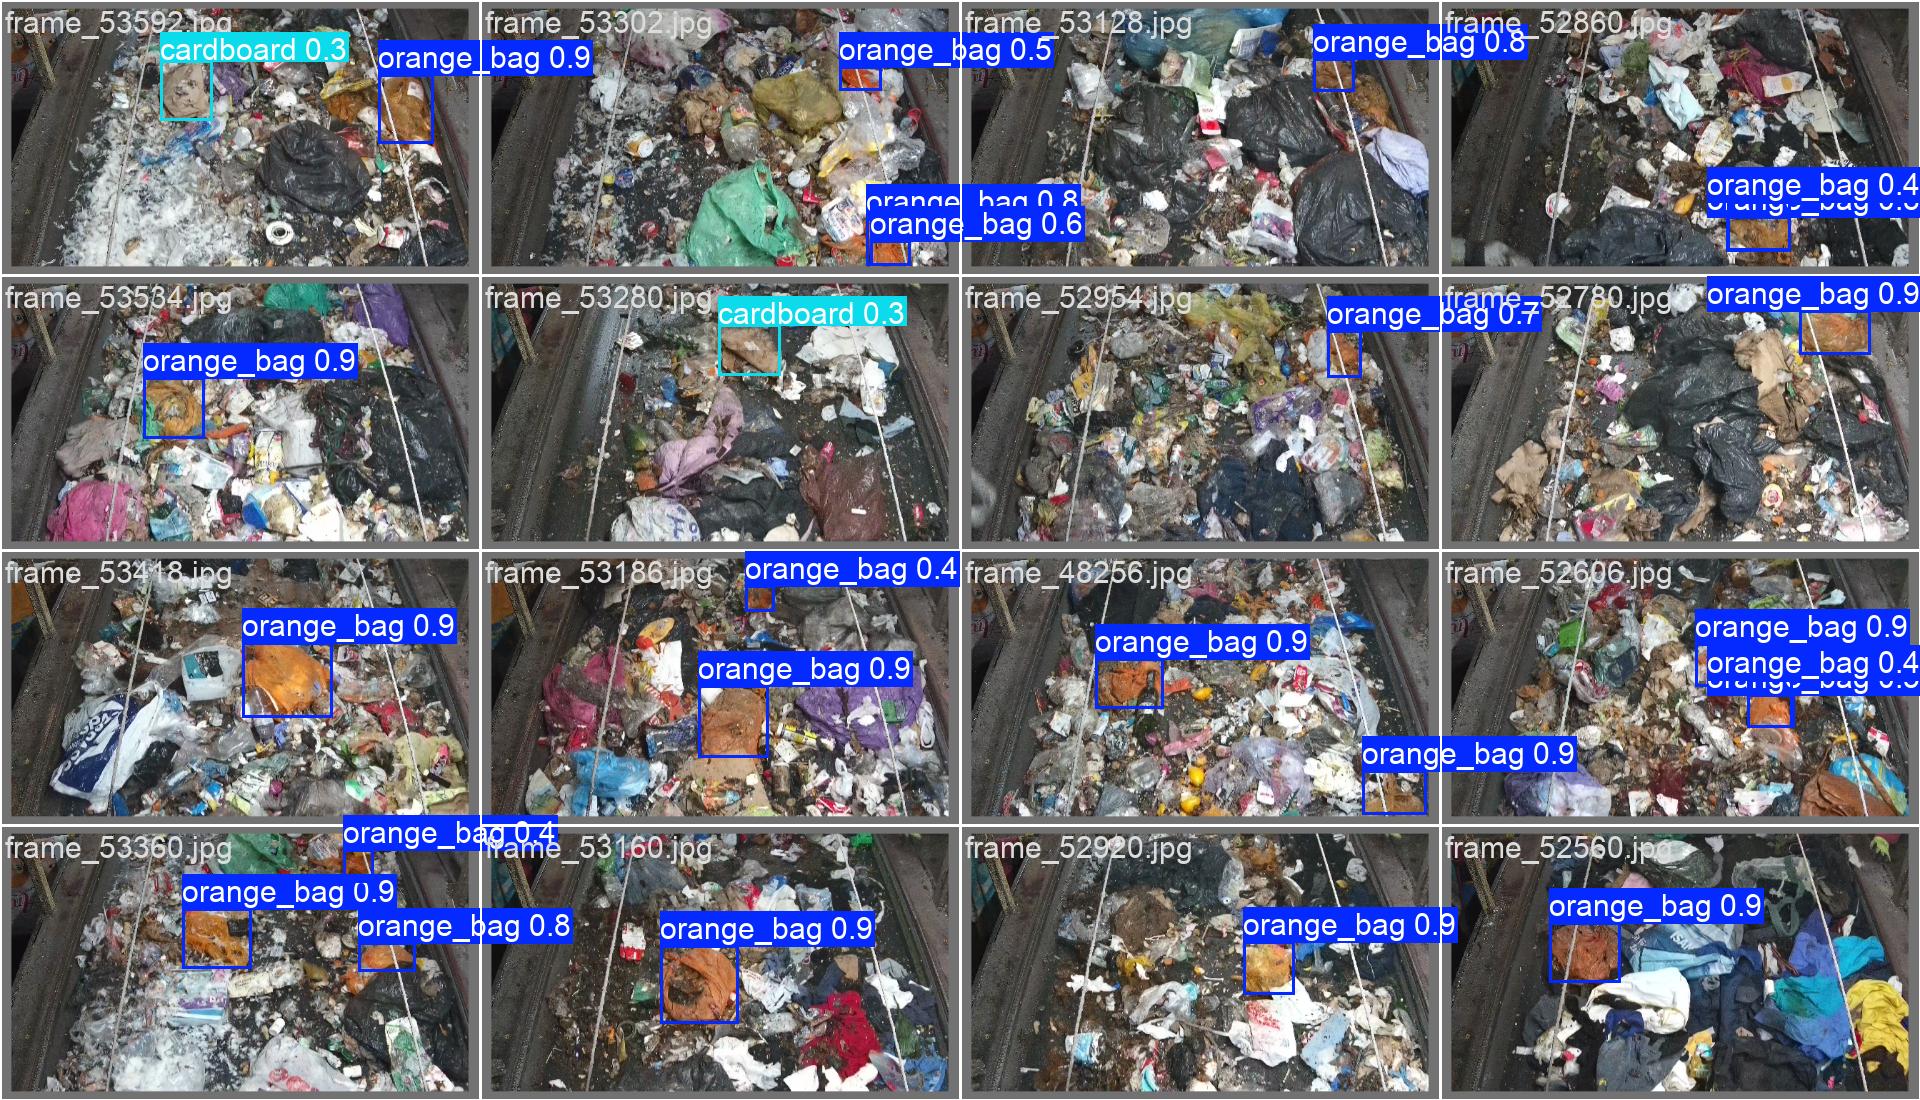 frame_53592.jpg
cardboard 0.3
orange_bag 0.9
frame_53302.jpg
orange_bag 0.5
orange_bag 0.8
orange_bag 0.6
frame_53128.jpg
orange_bag 0.8
frame_52860.jpg
orange_bag 0.4
frame_53534.jpg
orange_bag 0.9
frame_53280.jpg
cardboard 0.3
frame_52954.jpg
orange_bag 0.7
frame_52780.jpg
orange_bag 0.9
frame_53418.jpg
orange_bag 0.9
frame_53186.jpg
orange_bag 0.4
orange_bag 0.9
frame_48256.jpg
orange_bag 0.9
orange_bag 0.9
frame_52606.jpg
orange_bag 0.9
orange_bag 0.4
frame_53360.jpg
orange_bag 0.4
orange_bag 0.9
orange_bag 0.8
frame_53160.jpg
orange_bag 0.9
frame_52920.jpg
orange_bag 0.9
frame_52560.jpg
orange_bag 0.9